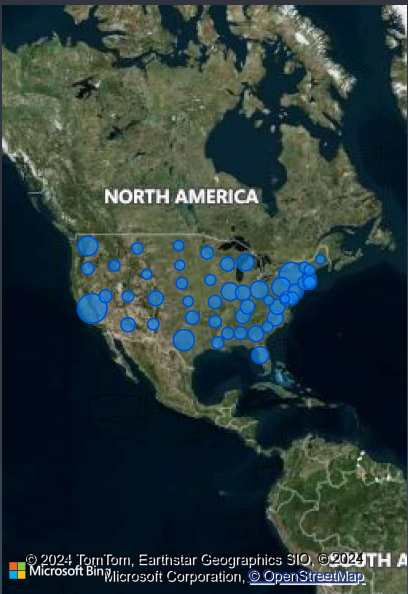 NORTH AMERICA
© 2024 TomTom, Earthstar Geographics SIO, © 2024
Microsoft Bing
Microsoft Corporation, © OpenStreetMap